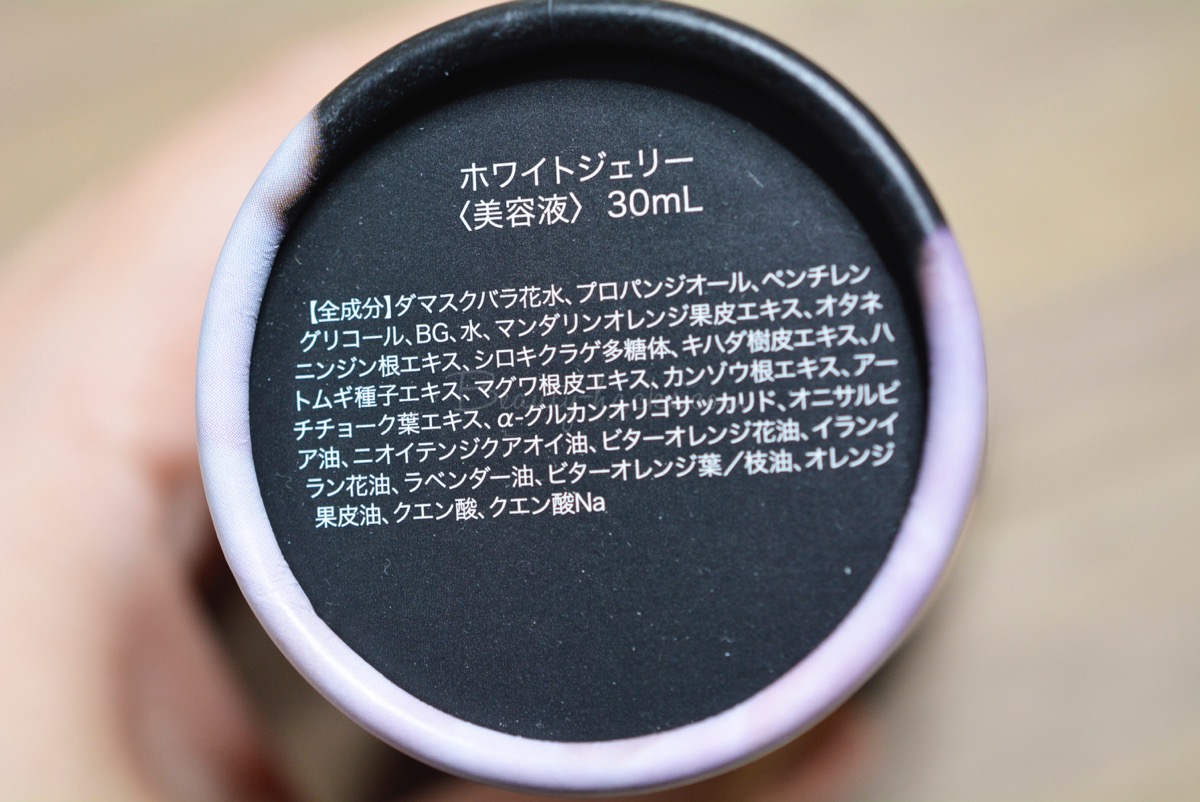 ホワイトジェリー
〈美容液〉 30mL
【全成分】ダマスクバラ花水、プロパンジオール、ペンチレン
グリコール、BG、水、マンダリンオレンジ果皮エキス、オタネ
ニンジン根エキス、シロキクラゲ多糖体、キハダ樹皮エキス、ハ
トムギ種子エキス、マグワ根皮エキス、カンゾウ根エキス、アー
チチョーク葉エキス、α-グルカンオリゴサッカリド、オニサルビ
ア油、ニオイテンジクアオイ油、ビターオレンジ花油、イランイ
ラン花油、ラベンダー油、ビターオレンジ葉／枝油、オレンジ
果皮油、クエン酸、クエン酸Na